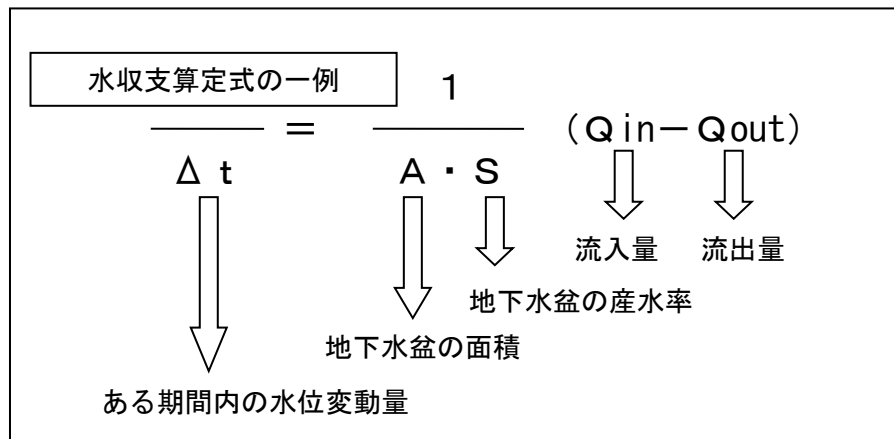 水収支算定式の一例
1
＝ （Ｑin－Ｑout）
Δｔ Ａ・Ｓ
流入量 流出量
地下水盆の産水率
地下水盆の面積
ある期間内の水位変動量